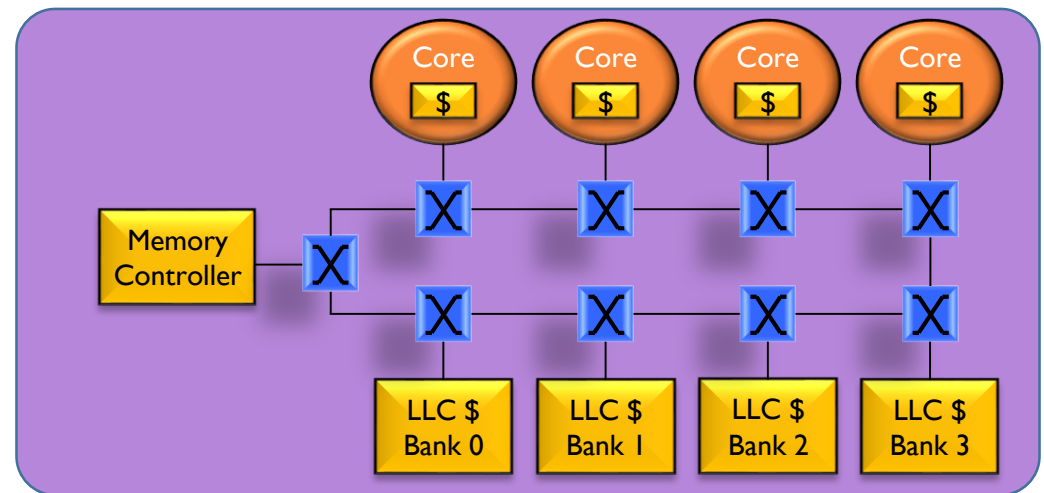 Core Core Core Core
$ $ $ $
Memory
Controller
LLC $ LLC $ LLC $ LLC $
Bank 0 Bank 1 Bank 2 Bank 3